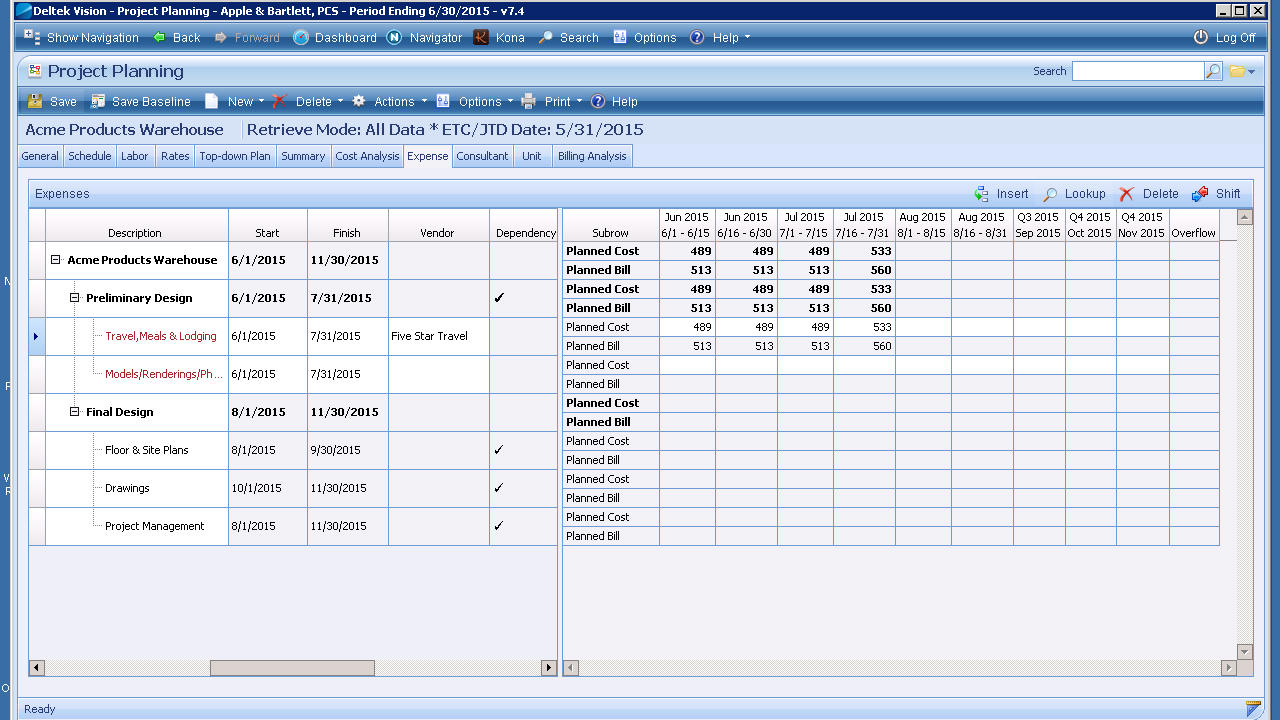 Deltek Vision - Project Planning - Apple & Bartlett, PCS - Period Ending 6/30/2015 - v7.4
Show Navigation Back Forward Dashboard Navigator Kona Search Options Help Log Off
Project Planning Search
Save Save Baseline New Delete Actions Options Print Help
Acme Products Warehouse Retrieve Mode: All Data * ETC/JTD Date: 5/31/2015
General Schedule Labor Rates Top-down Plan Summary Cost Analysis Expense Consultant Unit Billing Analysis
Expenses Insert Lookup Delete Shift
Jun 2015 Jun 2015 Jul 2015 Jul 2015 Aug 2015 Aug 2015 Q3 2015 Q4 2015 Q4 2015
Description Start Finish Vendor Dependency Subrow 6/1 - 6/15 6/16 - 6/30 7/1 - 7/15 7/16 - 7/31 8/1 - 8/15 8/16 - 8/31 Sep 2015 Oct 2015 Nov 2015 Overflow
Acme Products Warehouse 6/1/2015 11/30/2015
Planned Cost 489 489 489 533
Planned Bill 513 513 513 560
Preliminary Design 6/1/2015 7/31/2015 ✓
Planned Cost 489 489 489 533
Planned Bill 513 513 513 560
Travel,Meals & Lodging 6/1/2015 7/31/2015 Five Star Travel
Planned Cost 489 489 489 533
Planned Bill 513 513 513 560
Models/Renderings/Ph... 6/1/2015 7/31/2015
Planned Cost
Planned Bill
Final Design 8/1/2015 11/30/2015
Planned Cost
Planned Bill
Floor & Site Plans 8/1/2015 9/30/2015 ✓
Planned Cost
Planned Bill
Drawings 10/1/2015 11/30/2015 ✓
Planned Cost
Planned Bill
Project Management 8/1/2015 11/30/2015 ✓
Planned Cost
Planned Bill
Ready